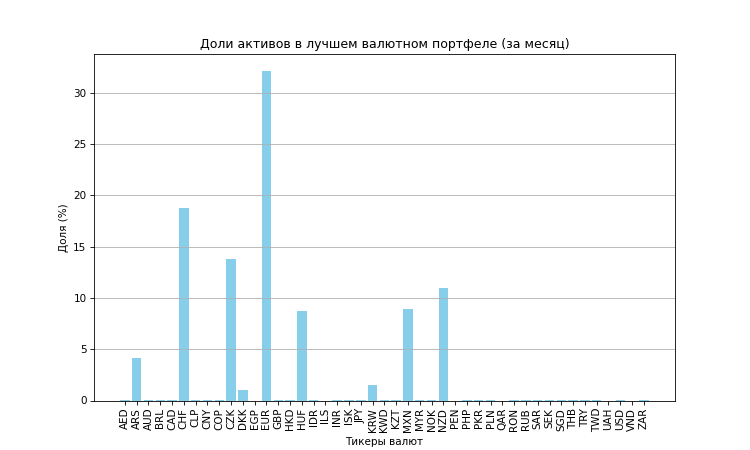 Доли активов в лучшем валютном портфеле (за месяц)
Доля (%)
30
25
20
15
10
5
0
AED ARS AUD BRL CAD CHF CLP CNY COP CZK DKK EGP EUR GBP HKD HUF IDR ILS INR ISK JPY KRW KWD KZT MXN MYR NOK NZD PEN PHP PKR PLN QAR RON RUB SAR SEK SGD THB TRY TWD UAH USD VND ZAR
Тикеры валют